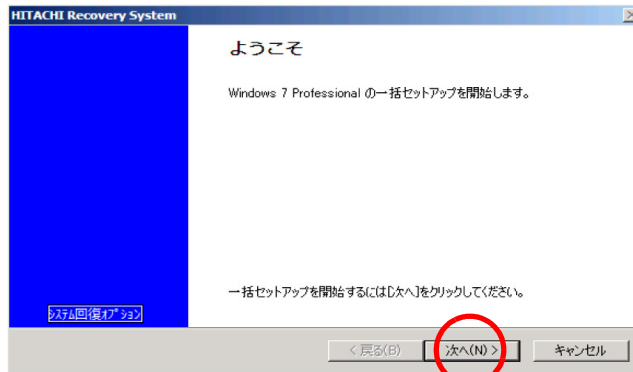 HITACHI Recovery System
ようこそ
Windows 7 Professional の一括セットアップを開始します。
一括セットアップを開始するには[次へ]をクリックしてください。
システム回復オプション
< 戻る(B)
次へ(N) >
キャンセル